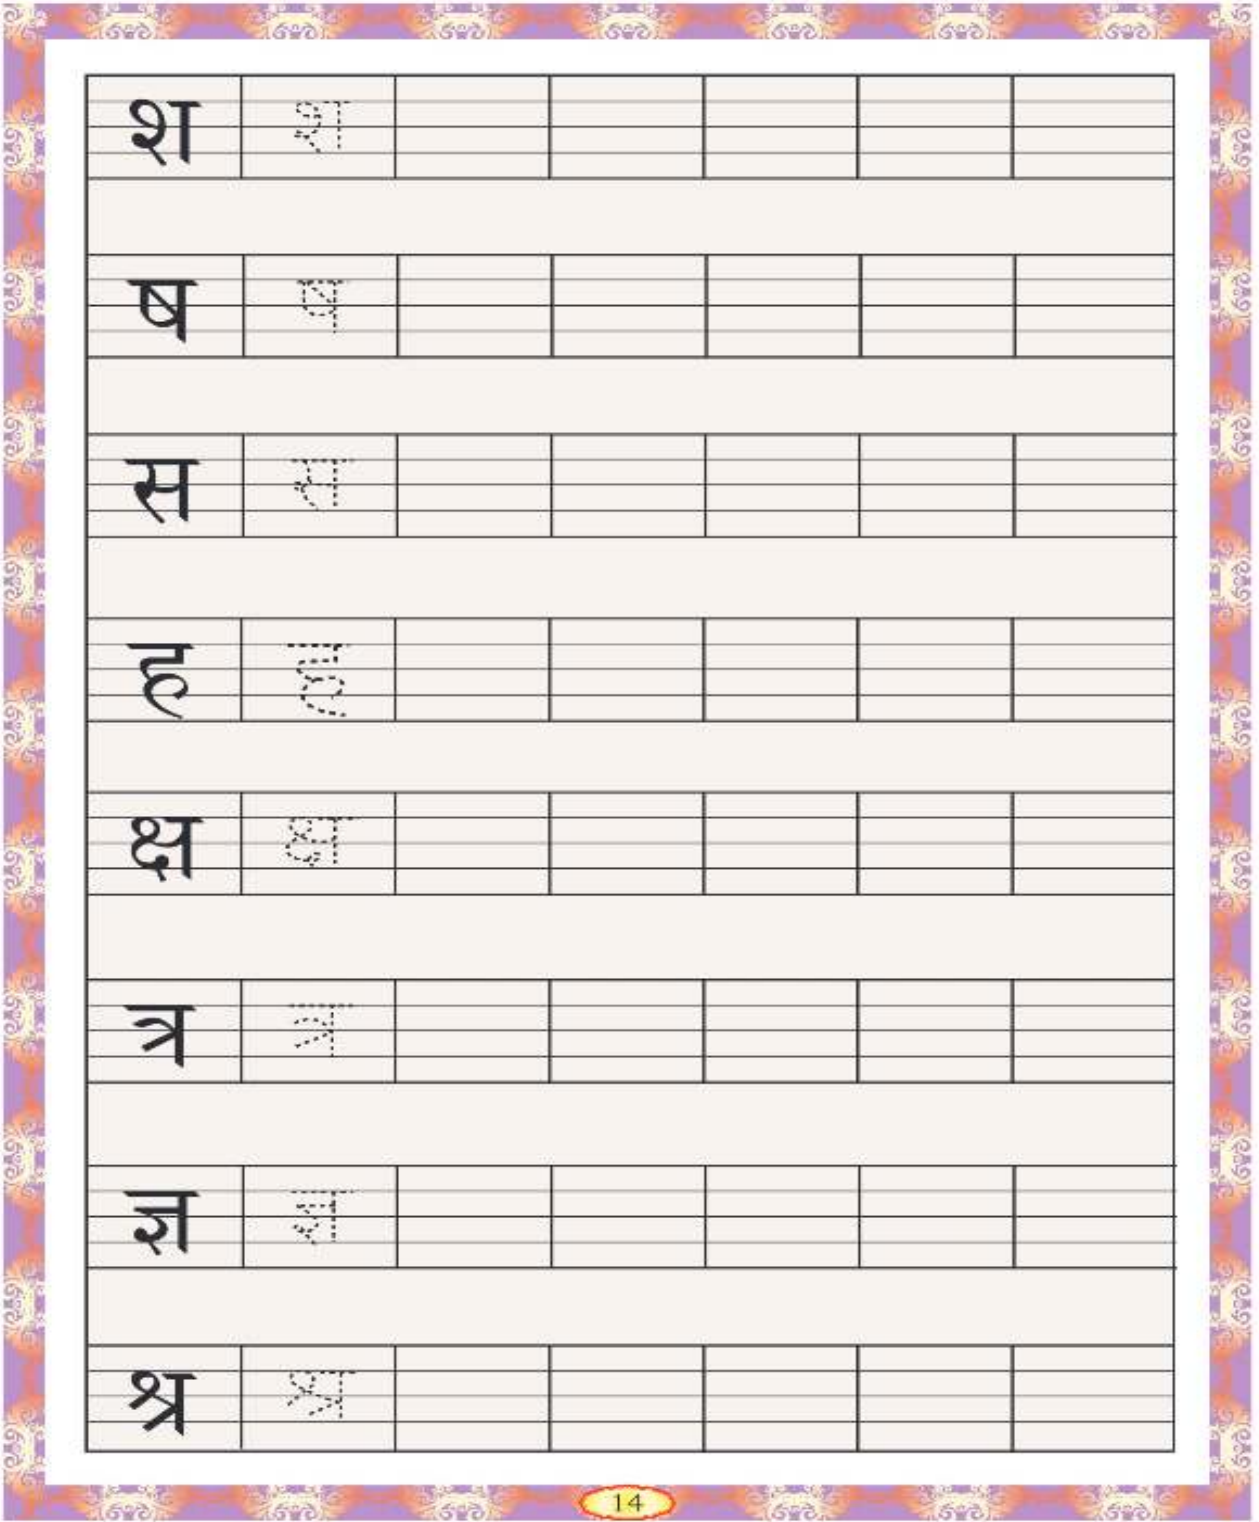 श श
ष ष
स स
ह ह
क्ष क्ष
त्र त्र
ज्ञ ज्ञ
श्र श्र
14